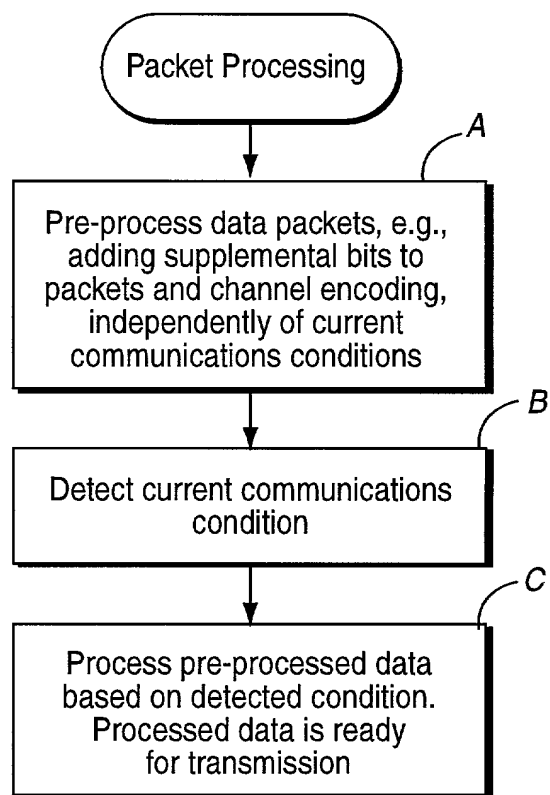 Packet Processing
A
Pre-process data packets, e.g.,
adding supplemental bits to
packets and channel encoding,
independently of current
communications conditions
B
Detect current communications
condition
C
Process pre-processed data
based on detected condition.
Processed data is ready
for transmission